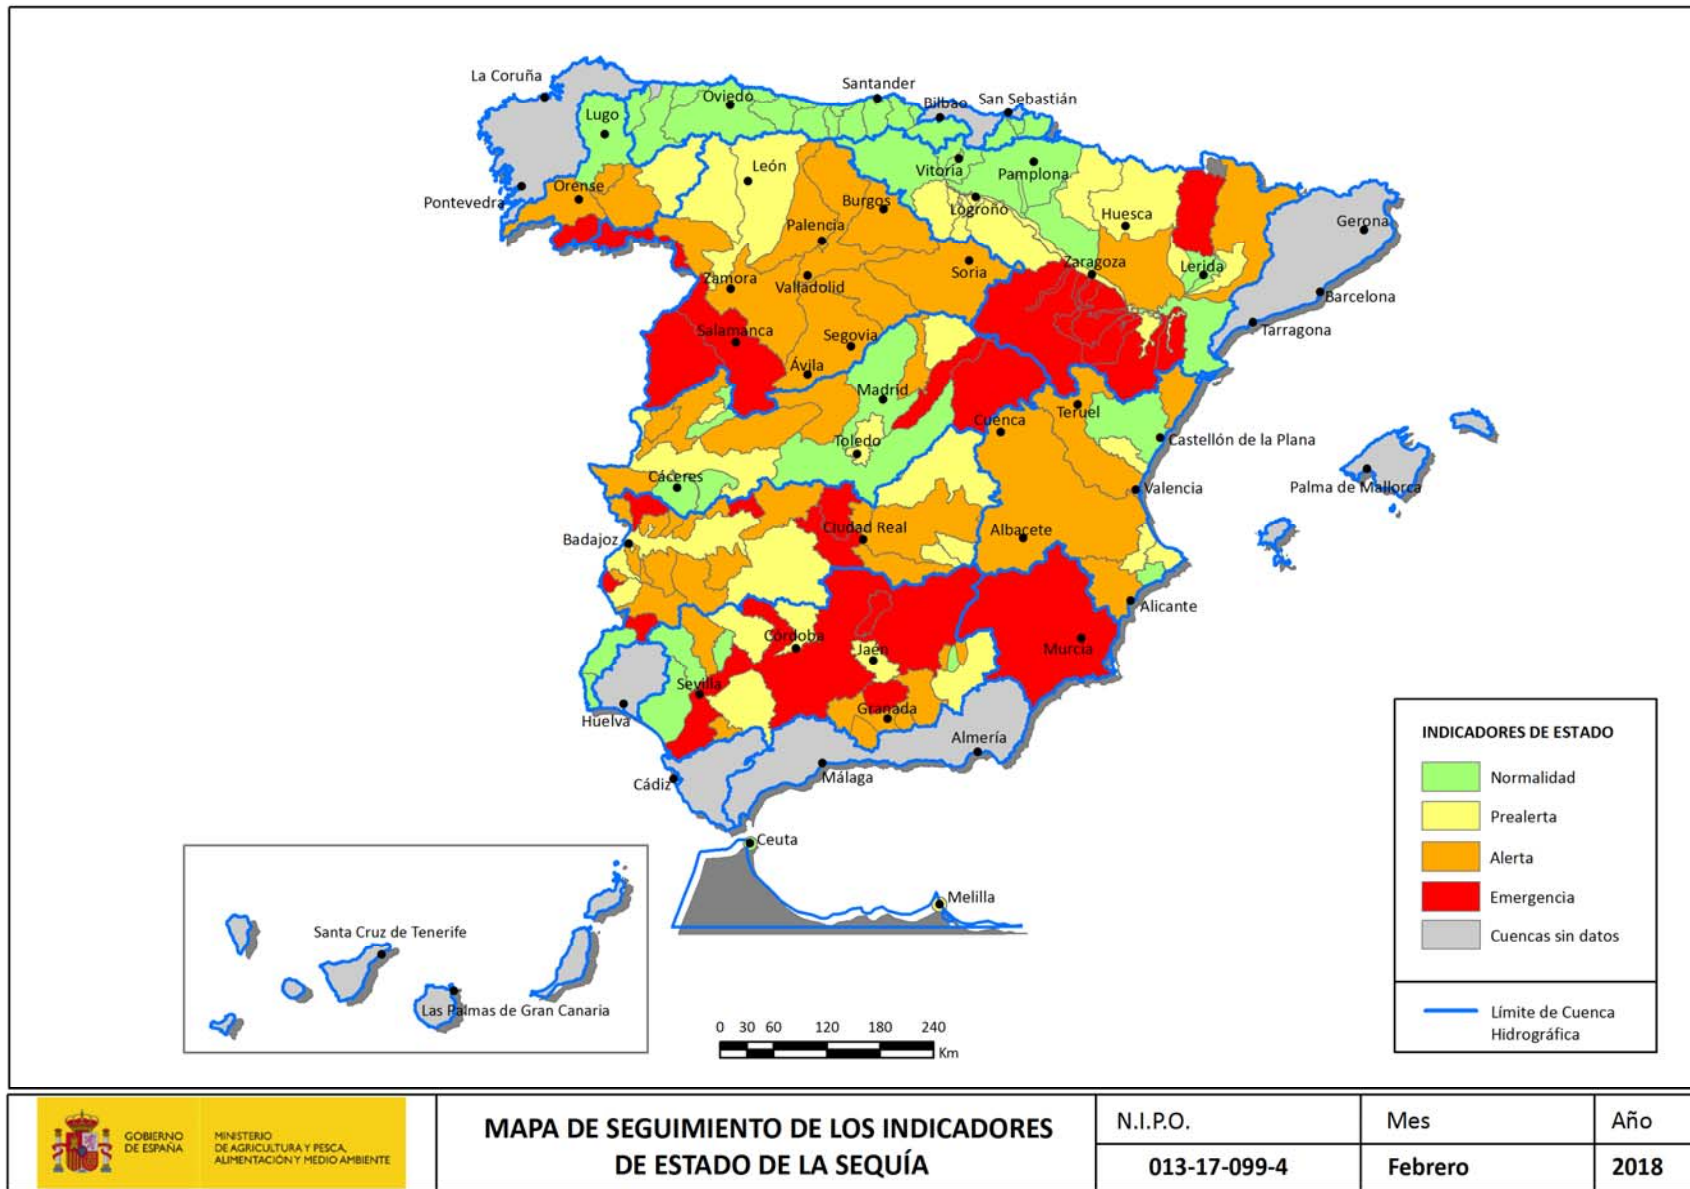 La Coruña
Santander
Oviedo
Bilbao
San Sebastián
Lugo
León
Vitoria
Pamplona
Orense
Pontevedra
Burgos
Logroño
Huesca
Gerona
Palencia
Zamora
Valladolid
Soria
Zaragoza
Lerida
Barcelona
Tarragona
Salamanca
Segovia
Ávila
Madrid
Teruel
Cuenca
Castellón de la Plana
Toledo
Cáceres
Valencia
Palma de Mallorca
Ciudad Real
Albacete
Badajoz
Alicante
Córdoba
Jaén
Murcia
Sevilla
Huelva
Granada
Almería
Málaga
Cádiz
Ceuta
Melilla
Santa Cruz de Tenerife
Las Palmas de Gran Canaria
0 30 60 120 180 240
Km
INDICADORES DE ESTADO
Normalidad
Prealerta
Alerta
Emergencia
Cuencas sin datos
Límite de Cuenca
Hidrográfica
GOBIERNO
DE ESPAÑA
MINISTERIO
DE AGRICULTURA Y PESCA,
ALIMENTACIÓN Y MEDIO AMBIENTE
MAPA DE SEGUIMIENTO DE LOS INDICADORES
DE ESTADO DE LA SEQUÍA
N.I.P.O.
013-17-099-4
Mes
Febrero
Año
2018